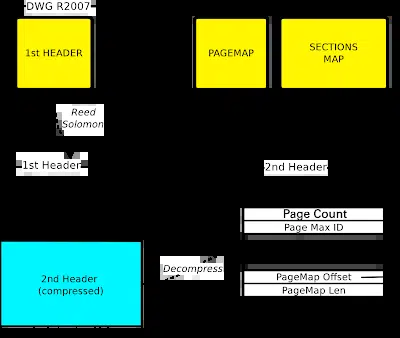 DWG R2007
1st HEADER
PAGEMAP
SECTIONS
MAP
Reed
Solomon
1st Header
2nd Header
Page Count
Page Max ID
2nd Header
(compressed)
Decompress
PageMap Offset
PageMap Len